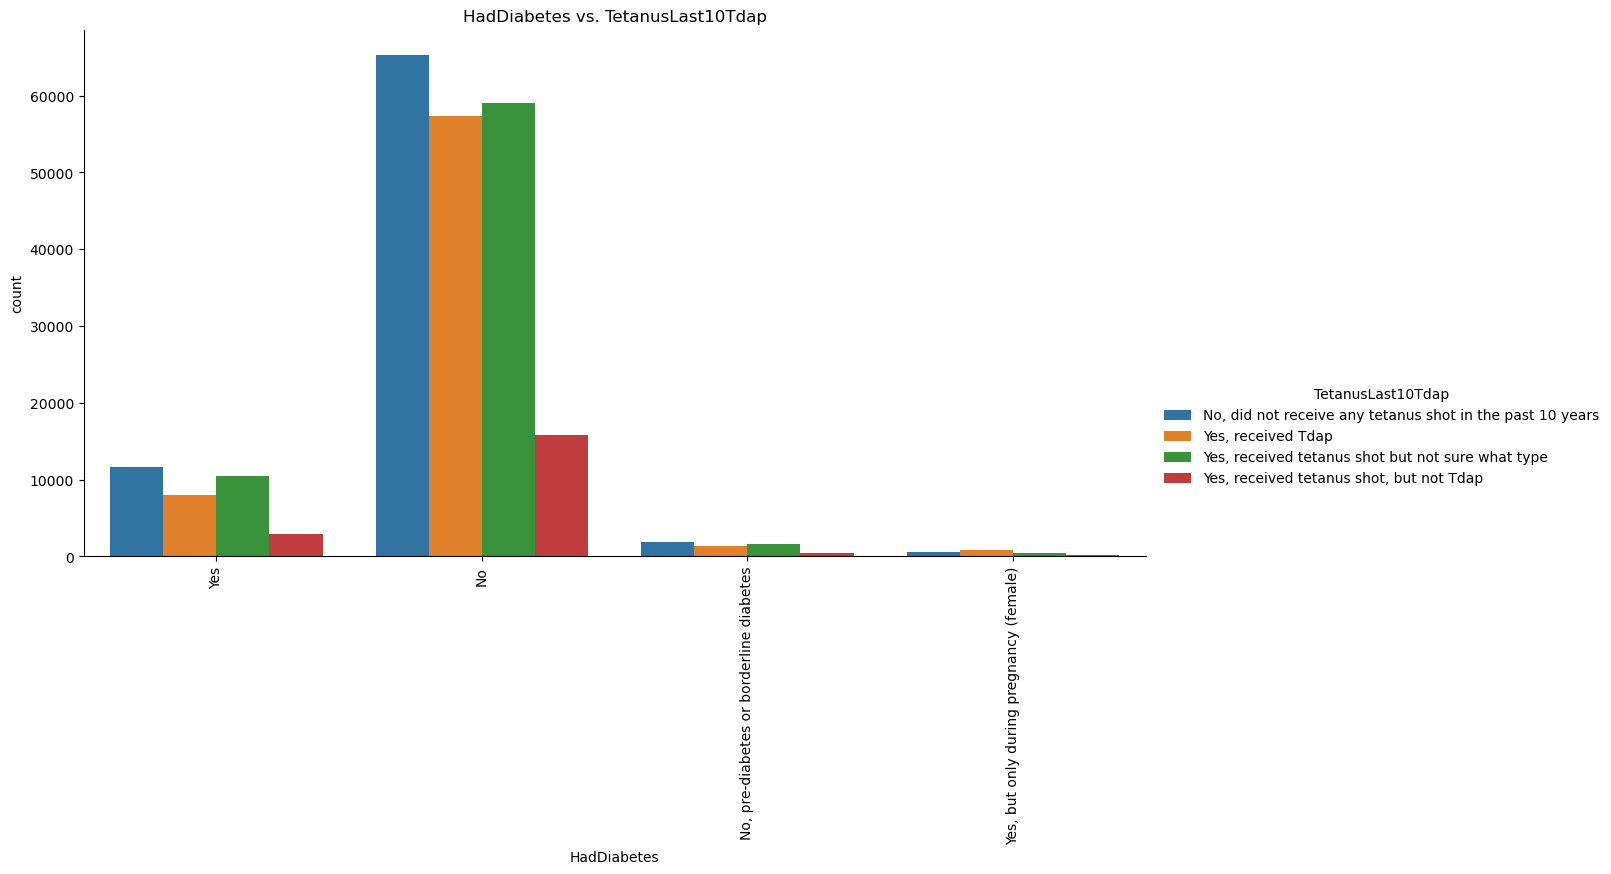 HadDiabetes vs. TetanusLast10Tdap
count
60000
50000
40000
30000
20000
10000
0
Yes
No
No, pre-diabetes or borderline diabetes
Yes, but only during pregnancy (female)
HadDiabetes
TetanusLast10Tdap
No, did not receive any tetanus shot in the past 10 years
Yes, received Tdap
Yes, received tetanus shot but not sure what type
Yes, received tetanus shot, but not Tdap